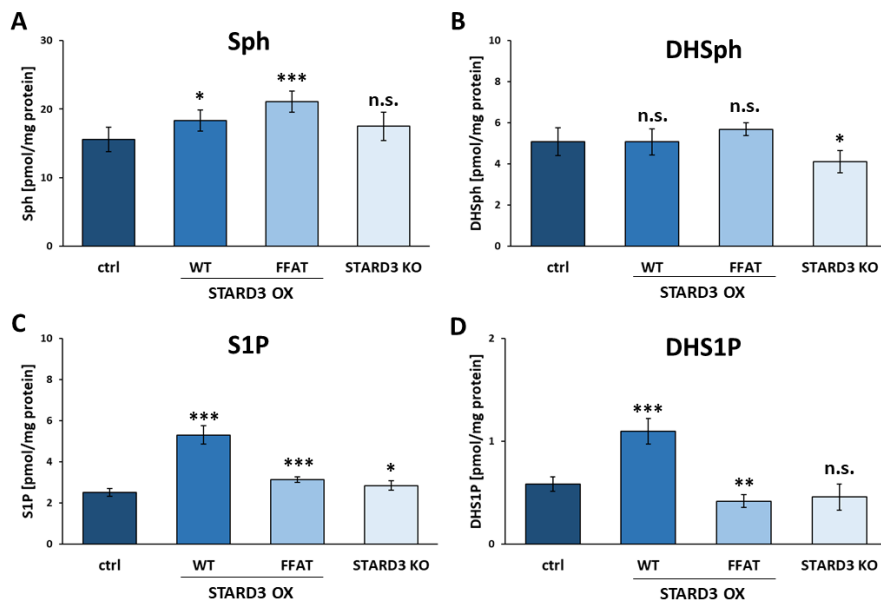 A
Sph
Sph [pmol/mg protein]
30
20
10
0
*
***
n.s.
ctrl
WT
FFAT
STARD3 KO
STARD3 OX
B
DHSph
DHSph [pmol/mg protein]
10
8
6
4
2
0
n.s.
n.s.
*
ctrl
WT
FFAT
STARD3 KO
STARD3 OX
C
S1P
S1P [pmol/mg protein]
10
8
6
4
2
0
***
***
*
ctrl
WT
FFAT
STARD3 KO
STARD3 OX
D
DHS1P
DHS1P [pmol/mg protein]
2
1
0
***
**
n.s.
ctrl
WT
FFAT
STARD3 KO
STARD3 OX